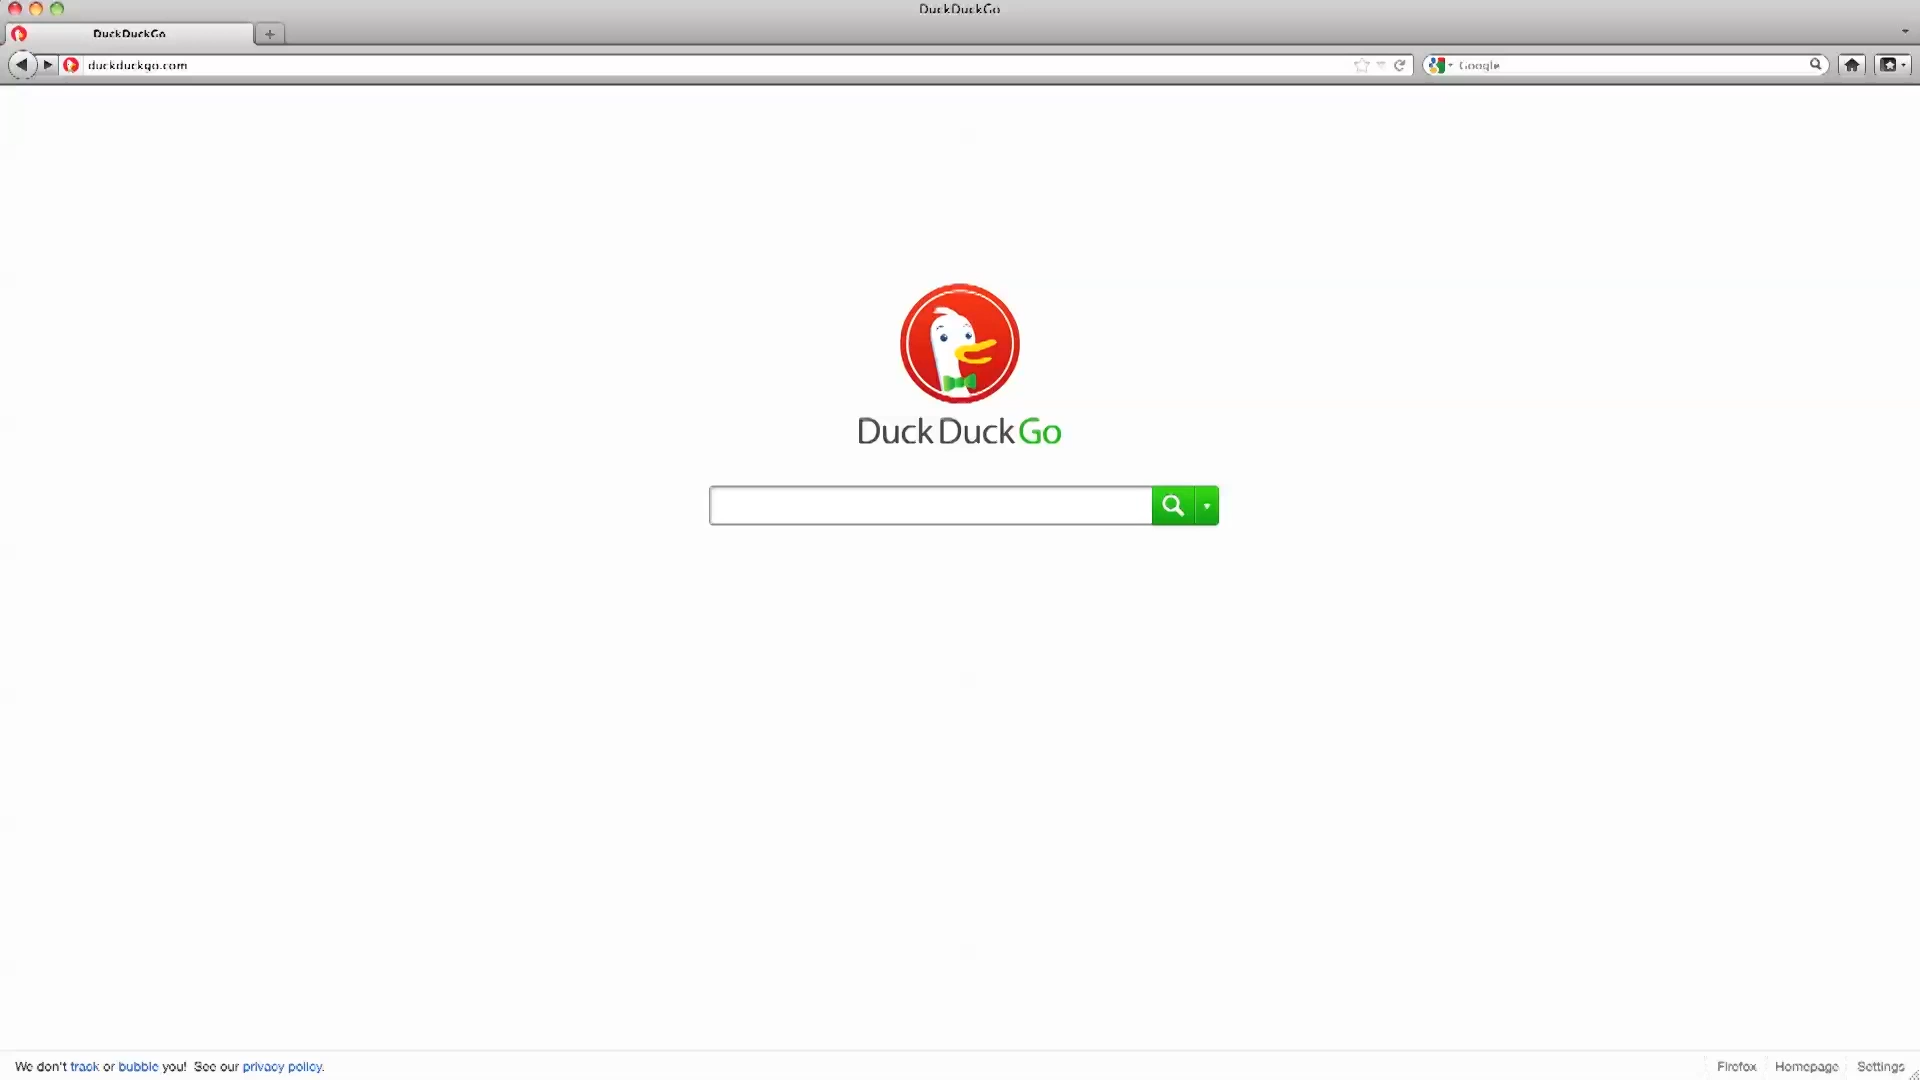 DuckDuckGo
DuckDuckGo
duckduckgo.com
Google
DuckDuckGo
We don't track or bubble you! See our privacy policy.
Firefox
Homepage
Settings